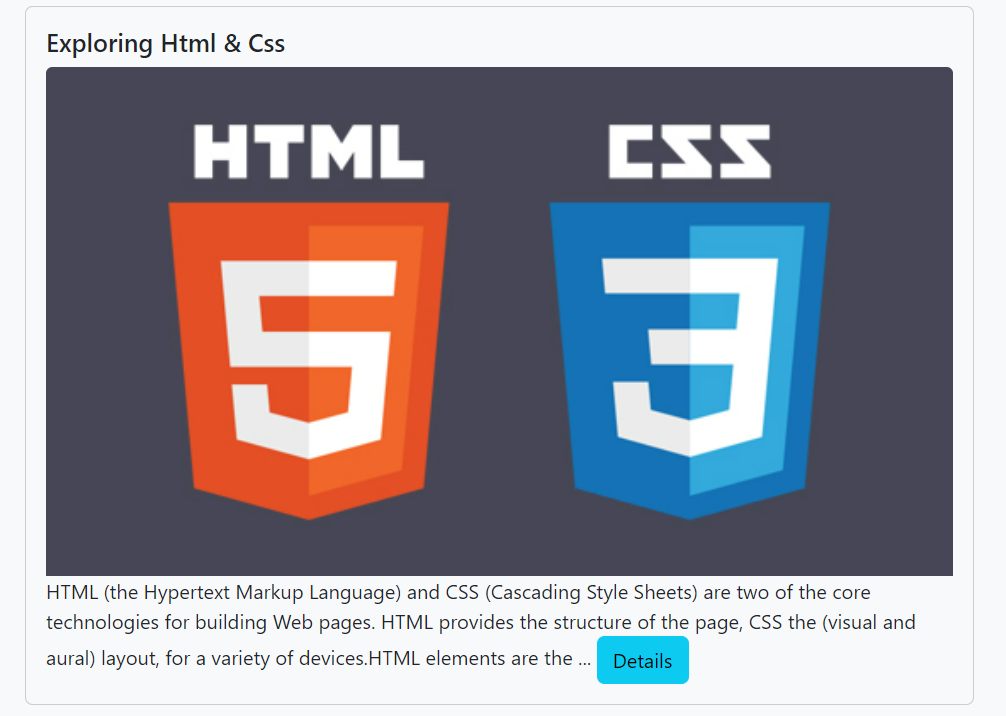 Exploring Html & Css
HTML CSS
5 3
HTML (the Hypertext Markup Language) and CSS (Cascading Style Sheets) are two of the core
technologies for building Web pages. HTML provides the structure of the page, CSS the (visual and
aural) layout, for a variety of devices.HTML elements are the ... Details